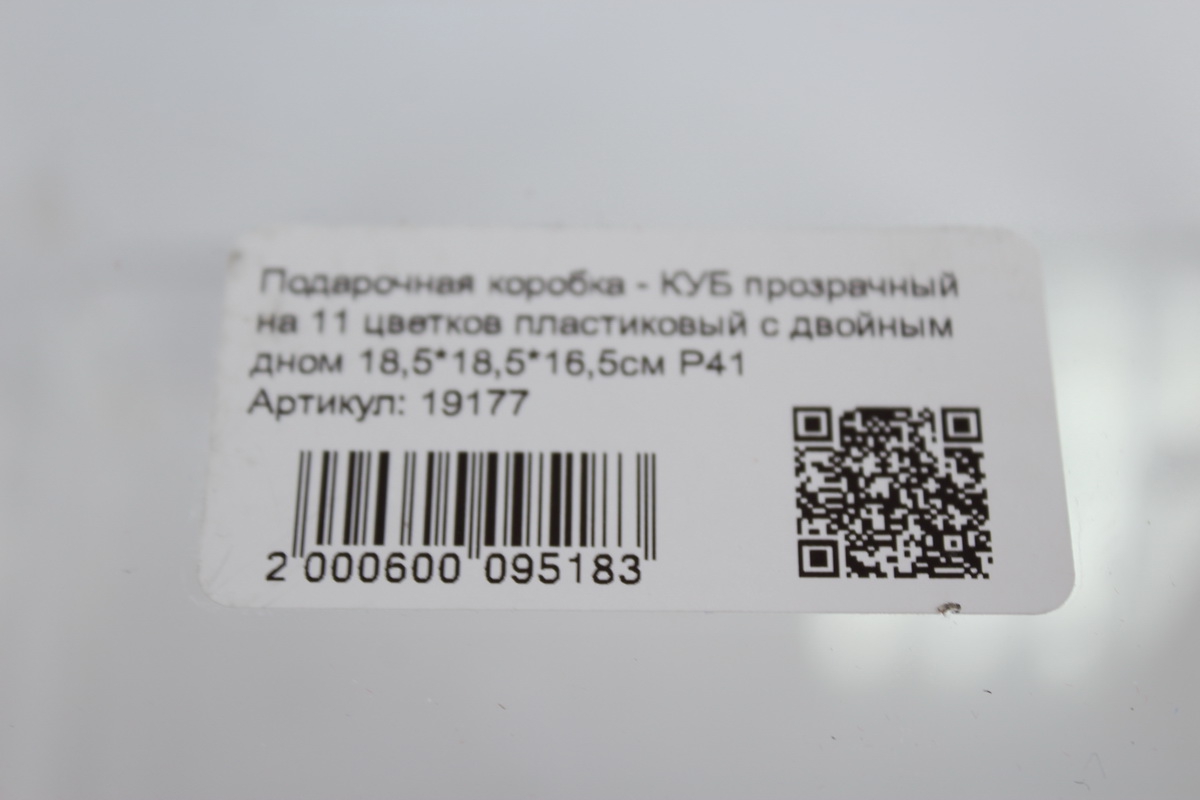 Подарочная коробка - КУБ прозрачный
на 11 цветков пластиковый с двойным
дном 18,5*18,5*16,5см P41
Артикул: 19177
2 000600 095183